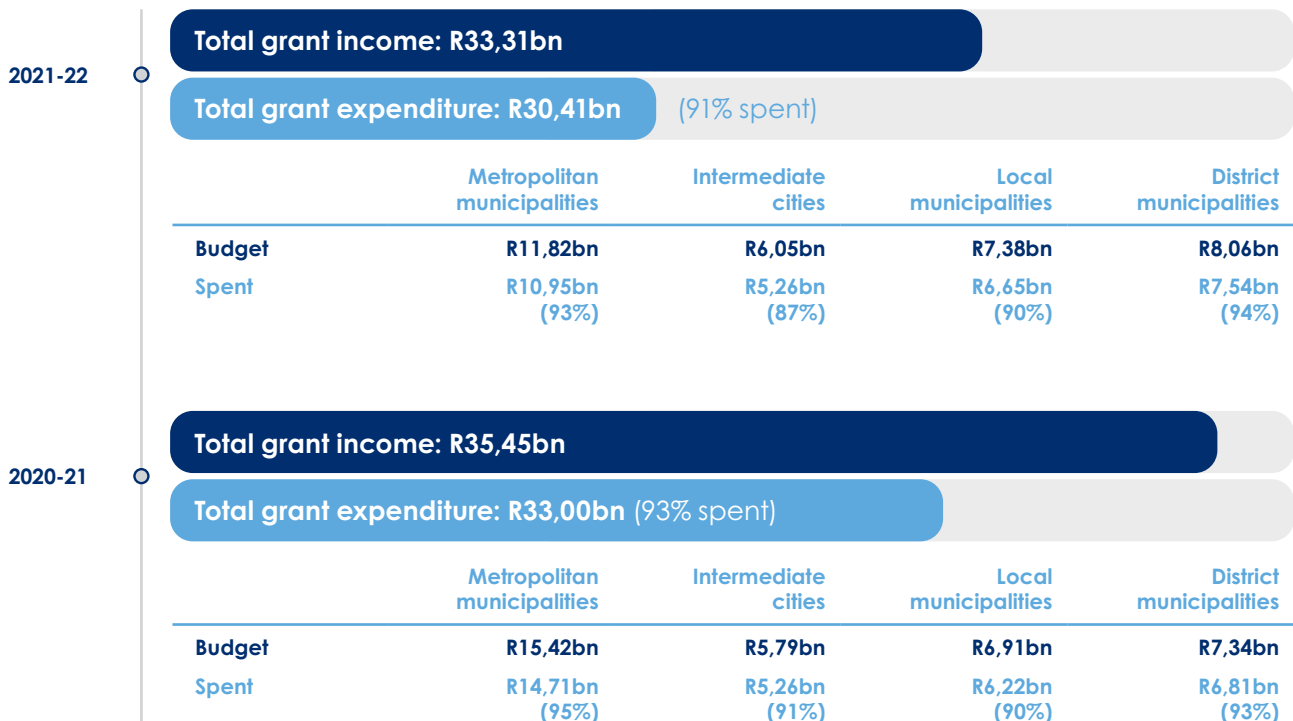 Total grant income: R33,31bn
2021-22
Total grant expenditure: R30,41bn (91% spent)
Metropolitan municipalities Intermediate cities Local municipalities District municipalities
Budget R11,82bn R6,05bn R7,38bn R8,06bn
Spent R10,95bn R5,26bn R6,65bn R7,54bn
(93%) (87%) (90%) (94%)
Total grant income: R35,45bn
2020-21
Total grant expenditure: R33,00bn (93% spent)
Metropolitan municipalities Intermediate cities Local municipalities District municipalities
Budget R15,42bn R5,79bn R6,91bn R7,34bn
Spent R14,71bn R5,26bn R6,22bn R6,81bn
(95%) (91%) (90%) (93%)